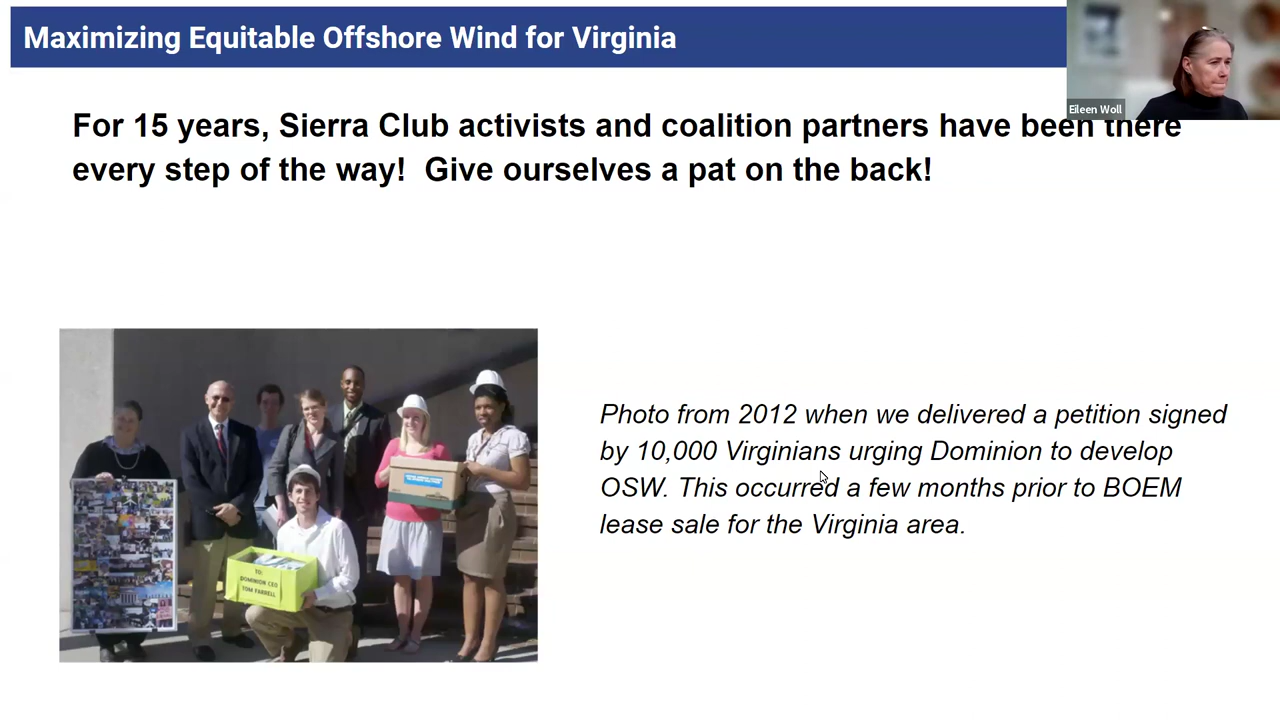 Maximizing Equitable Offshore Wind for Virginia
Eileen Woll
For 15 years, Sierra Club activists and coalition partners have been there
every step of the way!  Give ourselves a pat on the back!
Photo from 2012 when we delivered a petition signed
by 10,000 Virginians urging Dominion to develop
OSW. This occurred a few months prior to BOEM
lease sale for the Virginia area.
TO:
DOMINION CEO
TOM FARRELL